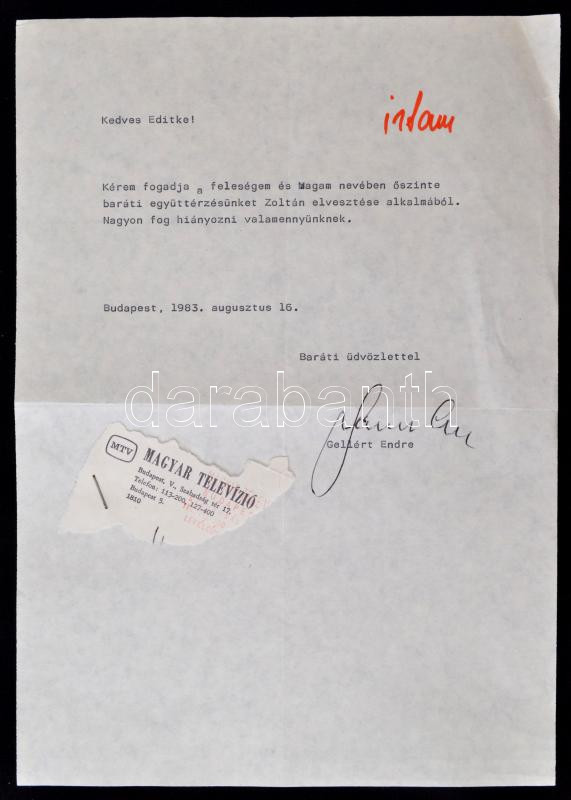 Kedves Editke!
írtam
Kérem fogadja a feleségem és Magam nevében őszinte
baráti együttérzésünket Zoltán elvesztése alkalmából.
Nagyon fog hiányozni valamennyünknek.
Budapest, 1983. augusztus 16.
Baráti üdvözlettel
darabanth
Gellért Endre
MTV
MAGYAR TELEVÍZIÓ
Budapest, V., Szabadság tér 17.
Telefon: 113-200, 127-400
Budapest 5.
1810